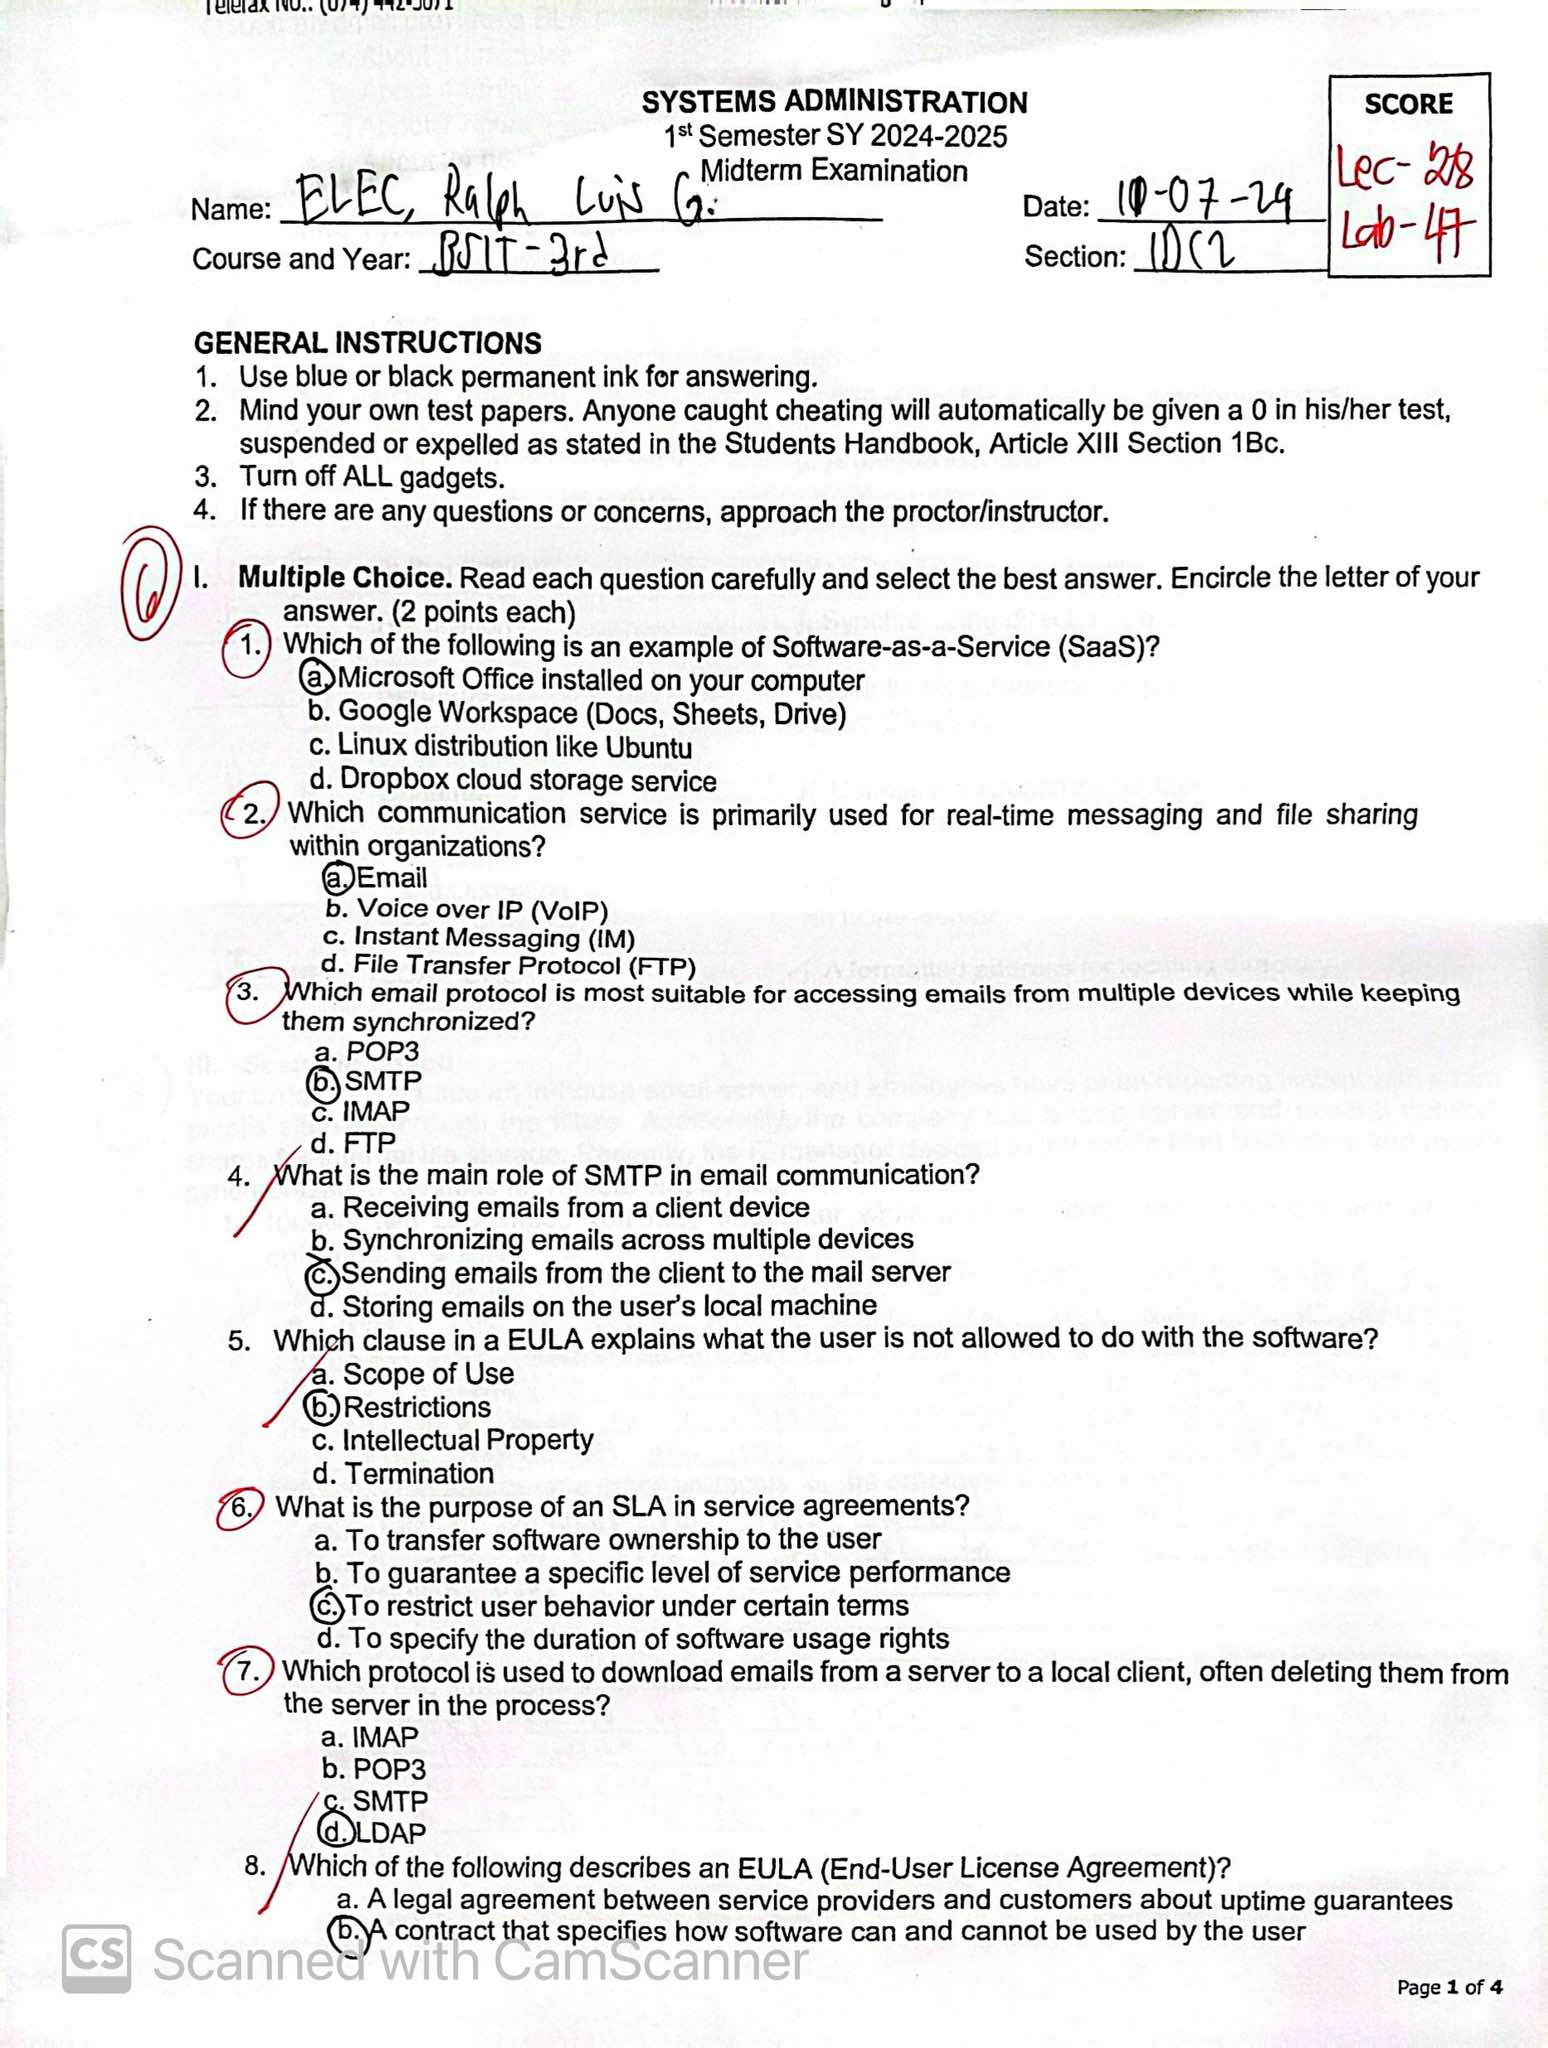 Telefax No.: (074) 442-3071
SYSTEMS ADMINISTRATION
1st Semester SY 2024-2025
Midterm Examination
SCORE
Lec- 28
Lab- 47
Name: ELEC, Ralph Luis G.
Date: 10-07-24
Course and Year: BSIT-3rd
Section: IDC2
GENERAL INSTRUCTIONS
1. Use blue or black permanent ink for answering.
2. Mind your own test papers. Anyone caught cheating will automatically be given a 0 in his/her test,
suspended or expelled as stated in the Students Handbook, Article XIII Section 1Bc.
3. Turn off ALL gadgets.
4. If there are any questions or concerns, approach the proctor/instructor.
6
I. Multiple Choice. Read each question carefully and select the best answer. Encircle the letter of your
answer. (2 points each)
1. Which of the following is an example of Software-as-a-Service (SaaS)?
a. Microsoft Office installed on your computer
b. Google Workspace (Docs, Sheets, Drive)
c. Linux distribution like Ubuntu
d. Dropbox cloud storage service
2. Which communication service is primarily used for real-time messaging and file sharing
within organizations?
a. Email
b. Voice over IP (VoIP)
c. Instant Messaging (IM)
d. File Transfer Protocol (FTP)
3. Which email protocol is most suitable for accessing emails from multiple devices while keeping
them synchronized?
a. POP3
b. SMTP
c. IMAP
d. FTP
4. What is the main role of SMTP in email communication?
a. Receiving emails from a client device
b. Synchronizing emails across multiple devices
c. Sending emails from the client to the mail server
d. Storing emails on the user's local machine
5. Which clause in a EULA explains what the user is not allowed to do with the software?
a. Scope of Use
b. Restrictions
c. Intellectual Property
d. Termination
6. What is the purpose of an SLA in service agreements?
a. To transfer software ownership to the user
b. To guarantee a specific level of service performance
c. To restrict user behavior under certain terms
d. To specify the duration of software usage rights
7. Which protocol is used to download emails from a server to a local client, often deleting them from
the server in the process?
a. IMAP
b. POP3
c. SMTP
d. LDAP
8. Which of the following describes an EULA (End-User License Agreement)?
a. A legal agreement between service providers and customers about uptime guarantees
b. A contract that specifies how software can and cannot be used by the user
CS Scanned with CamScanner
Page 1 of 4